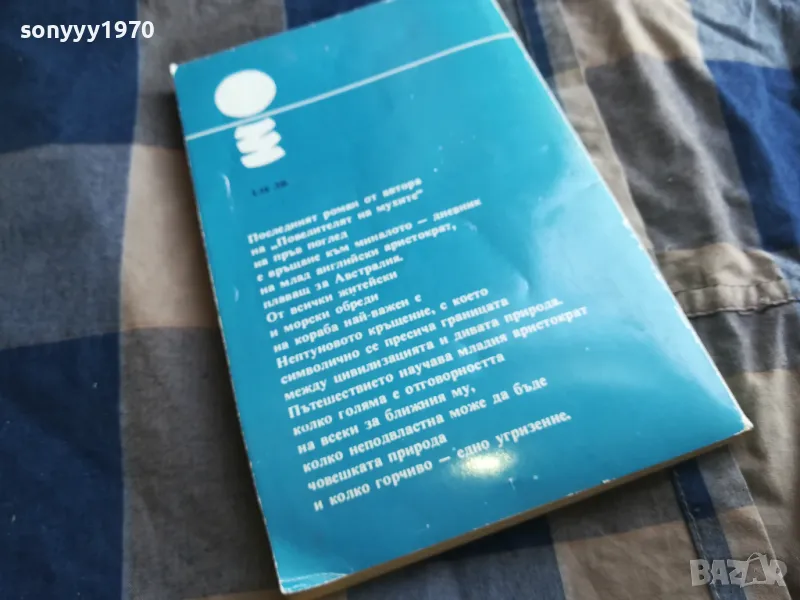 sonyyy1970
Последният роман от автора
на „Повелителят на мухите“
на пръв поглед
е връщане към миналото — дневник
на млад английски аристократ,
плаващ за Австралия.
От всички житейски
и морски обреди
на кораба най-важен е
Нептуновото кръщение, с което
символично се пресича границата
между цивилизацията и дивата природа.
Пътешествието научава младия аристократ
колко голяма е отговорността
на всеки за ближния му,
колко неподвластна може да бъде
човешката природа
и колко горчиво — едно угризение.
BAZAR